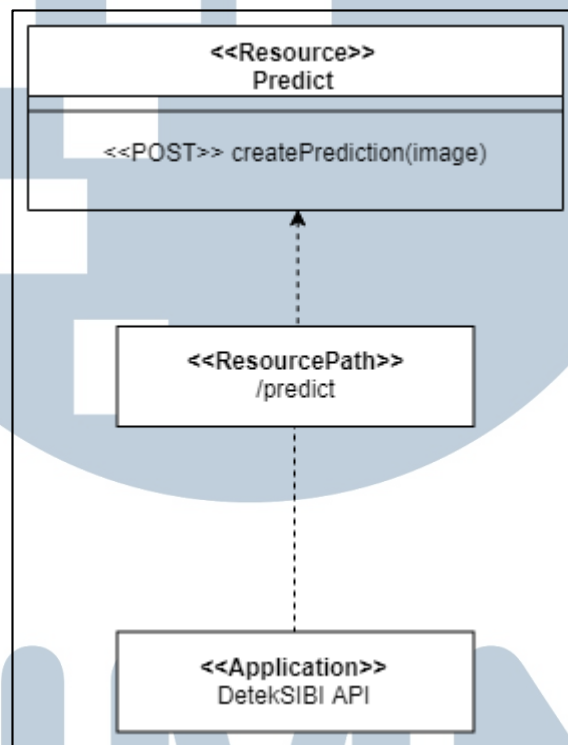 <<Resource>>
Predict
<<POST>> createPrediction(image)
<<ResourcePath>>
/predict
<<Application>>
DetekSIBI API